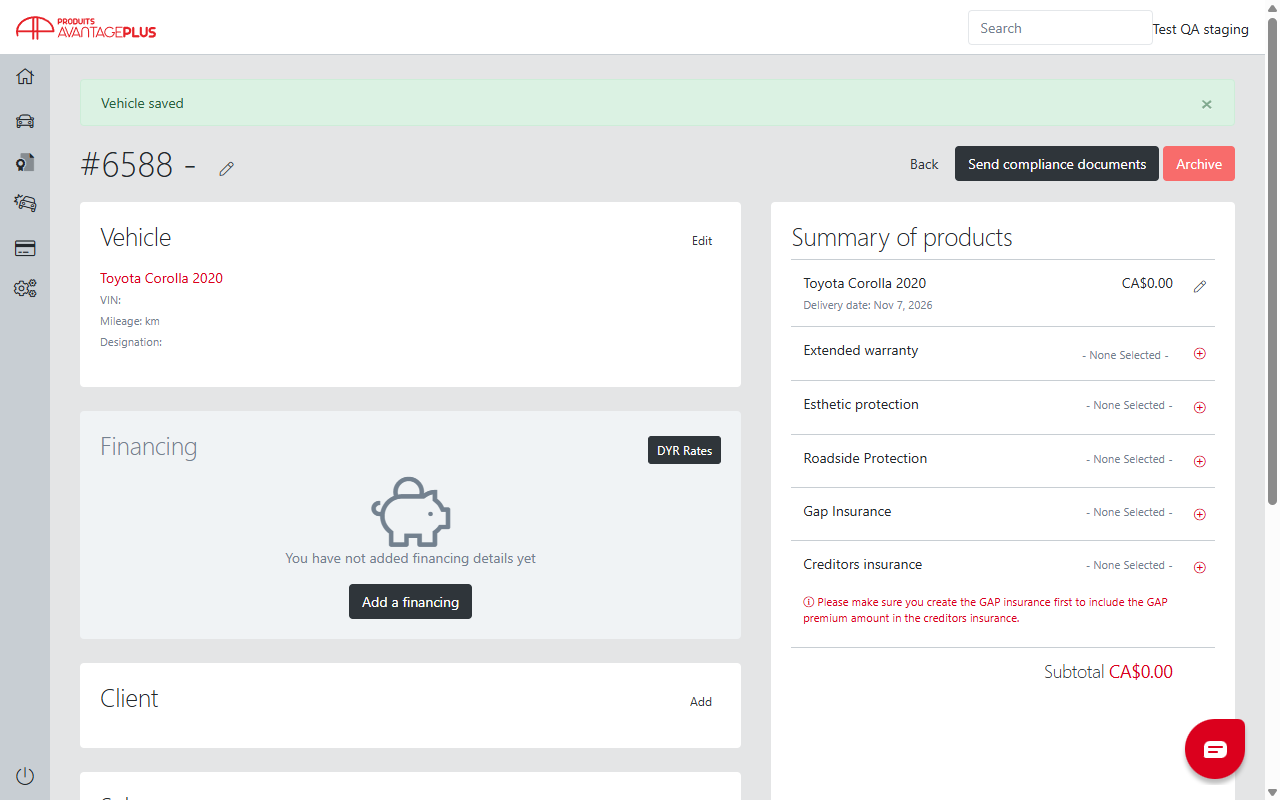 PRODUITS
AVANTAGEPLUS
Search
Test QA staging
Vehicle saved
×
#6588 -
Back
Send compliance documents
Archive
Vehicle
Edit
Toyota Corolla 2020
VIN:
Mileage: km
Designation:
Financing
DYR Rates
You have not added financing details yet
Add a financing
Client
Add
Summary of products
Toyota Corolla 2020
CA$0.00
Delivery date: Nov 7, 2026
Extended warranty
- None Selected -
Esthetic protection
- None Selected -
Roadside Protection
- None Selected -
Gap Insurance
- None Selected -
Creditors insurance
- None Selected -
Please make sure you create the GAP insurance first to include the GAP
premium amount in the creditors insurance.
Subtotal CA$0.00